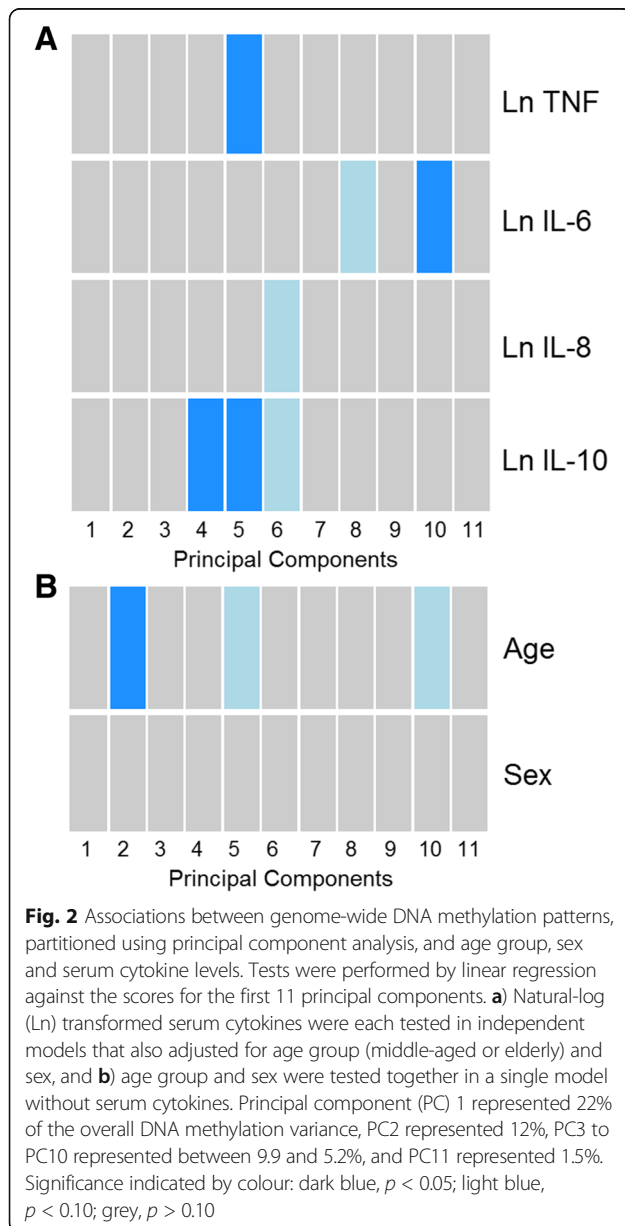 A
Ln TNF
Ln IL-6
Ln IL-8
Ln IL-10
1 2 3 4 5 6 7 8 9 10 11
Principal Components
B
Age
Sex
1 2 3 4 5 6 7 8 9 10 11
Principal Components
Fig. 2 Associations between genome-wide DNA methylation patterns,
partitioned using principal component analysis, and age group, sex
and serum cytokine levels. Tests were performed by linear regression
against the scores for the first 11 principal components. a) Natural-log
(Ln) transformed serum cytokines were each tested in independent
models that also adjusted for age group (middle-aged or elderly) and
sex, and b) age group and sex were tested together in a single model
without serum cytokines. Principal component (PC) 1 represented 22%
of the overall DNA methylation variance, PC2 represented 12%, PC3 to
PC10 represented between 9.9 and 5.2%, and PC11 represented 1.5%.
Significance indicated by colour: dark blue, p < 0.05; light blue,
p < 0.10; grey, p > 0.10